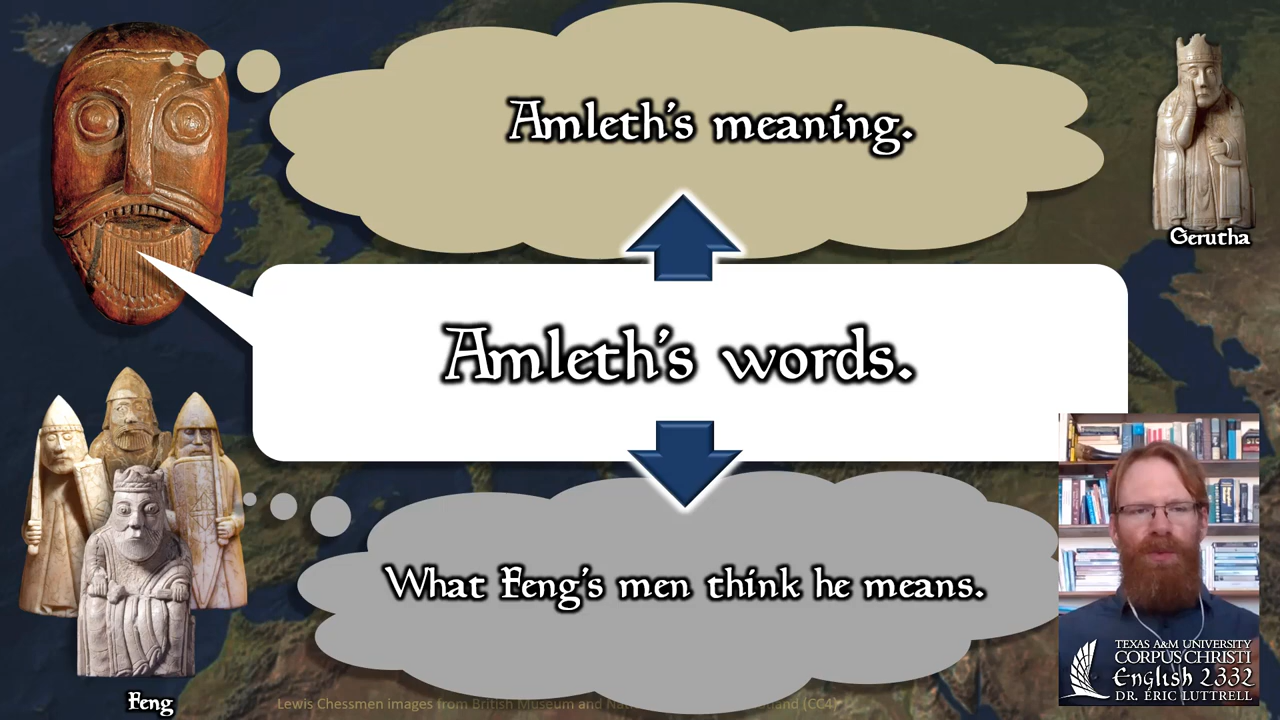 Amleth's meaning.
Gerutha
Amleth's words.
What Feng's men think he means.
Feng
Lewis Chessmen images from British Museum and (CC4)
TEXAS A&M UNIVERSITY
CORPUS CHRISTI
English 2332
DR. ERIC LUTTRELL